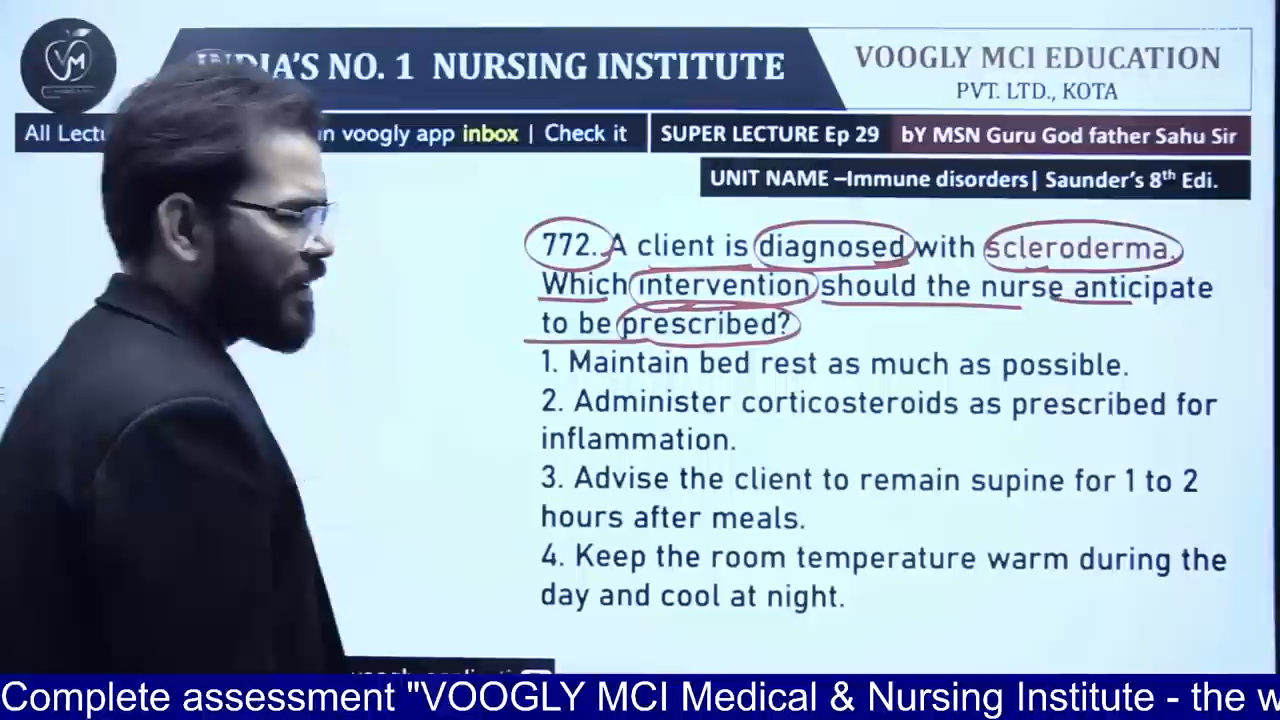 VM
INDIA'S NO. 1 NURSING INSTITUTE
VOOGLY MCI EDUCATION
PVT. LTD., KOTA
All Lectu
n voogly app inbox | Check it
SUPER LECTURE Ep 29
bY MSN Guru God father Sahu Sir
UNIT NAME –Immune disorders| Saunder's 8th Edi.
772. A client is diagnosed with scleroderma.
Which intervention should the nurse anticipate
to be prescribed?
1. Maintain bed rest as much as possible.
2. Administer corticosteroids as prescribed for
inflammation.
3. Advise the client to remain supine for 1 to 2
hours after meals.
4. Keep the room temperature warm during the
day and cool at night.
Complete assessment "VOOGLY MCI Medical & Nursing Institute - the w